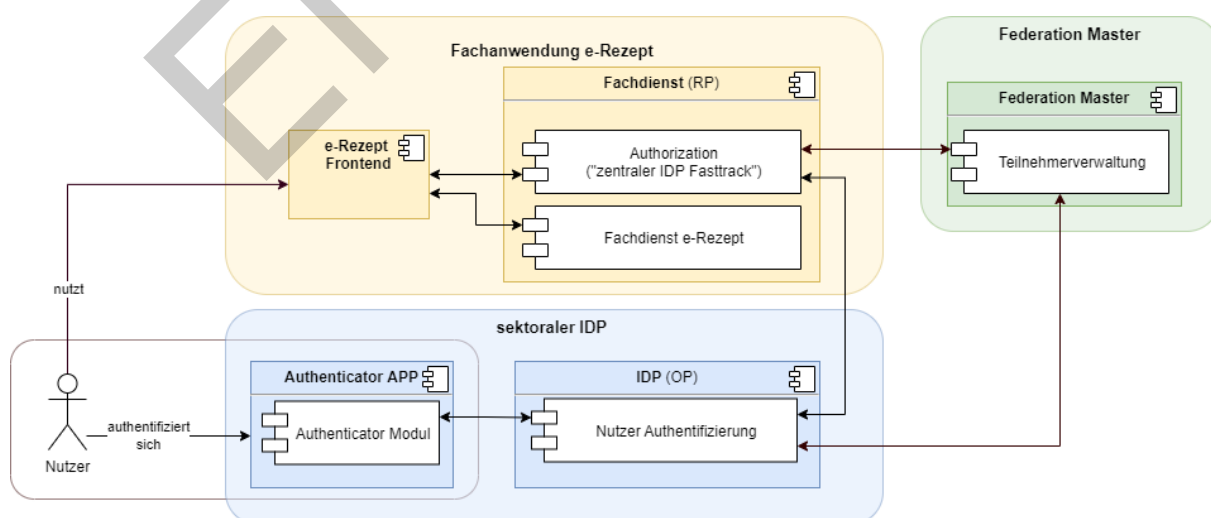 Fachanwendung e-Rezept
Federation Master
Fachdienst (RP)
Federation Master
e-Rezept
Frontend
Authorization
("zentraler IDP Fasttrack")
Teilnehmerverwaltung
Fachdienst e-Rezept
nutzt
sektoraler IDP
Authenticator APP
IDP (OP)
authentifiziert
sich
Authenticator Modul
Nutzer Authentifizierung
Nutzer